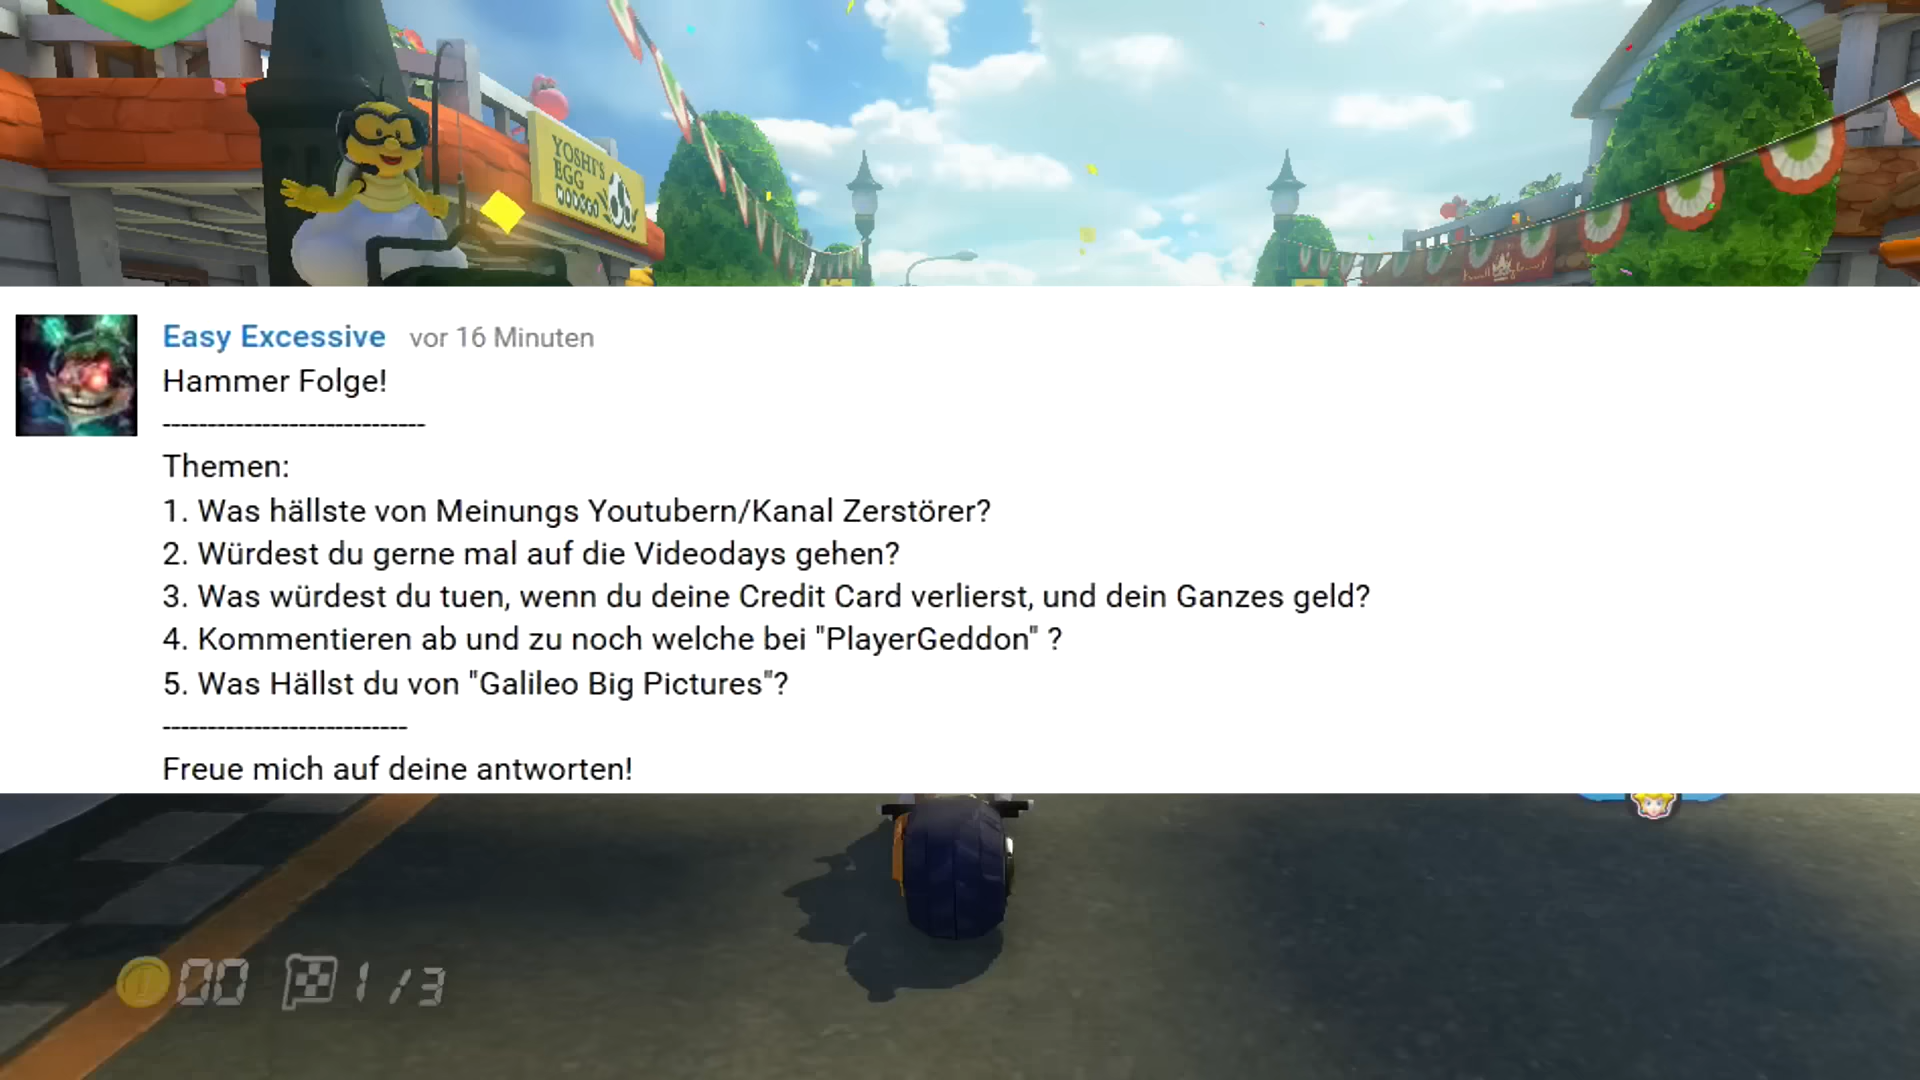 YOSHI'S
EGG
Easy Excessive vor 16 Minuten
Hammer Folge!
-----------------------------
Themen:
1. Was hällste von Meinungs Youtubern/Kanal Zerstörer?
2. Würdest du gerne mal auf die Videodays gehen?
3. Was würdest du tuen, wenn du deine Credit Card verlierst, und dein Ganzes geld?
4. Kommentieren ab und zu noch welche bei "PlayerGeddon" ?
5. Was Hällst du von "Galileo Big Pictures"?
---------------------------
Freue mich auf deine antworten!
00 1/3